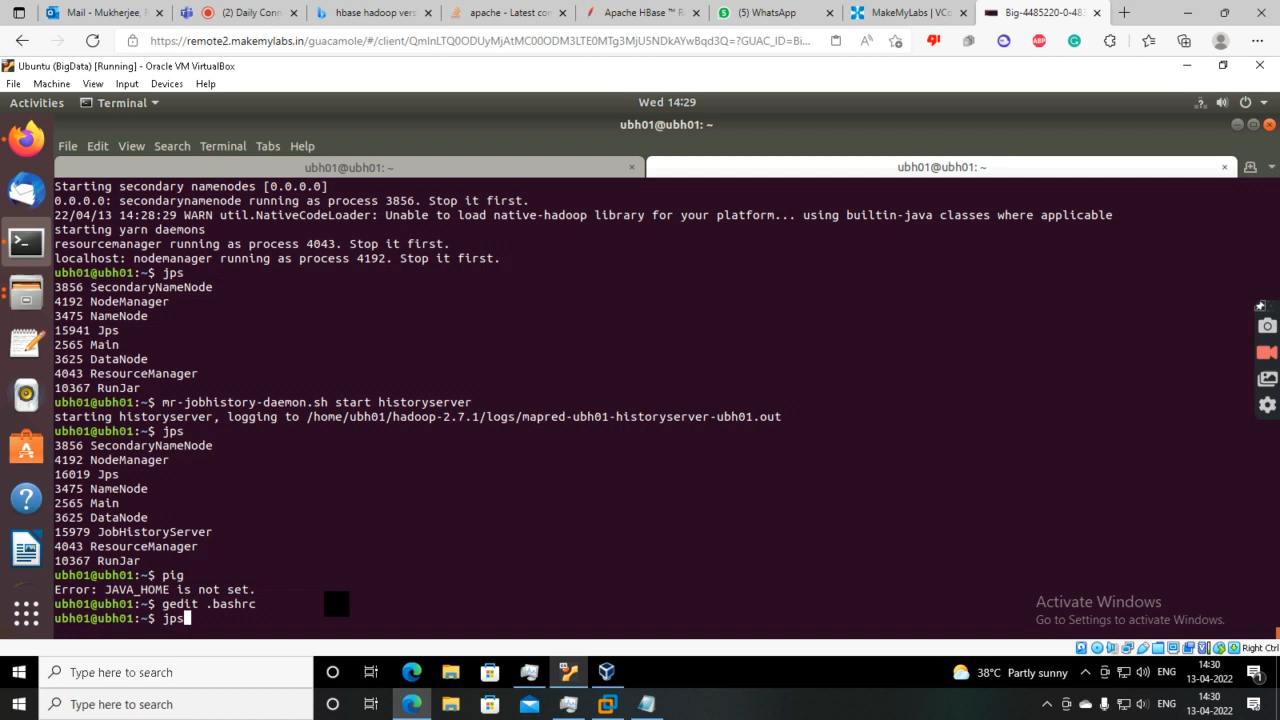 Mail - Mukherjee, R
(2) Daily Conn
hbase hadoop vers
apache - Latest com
Apache HBase ™ R
(5) WhatsApp
MakeMyLabs | VC
Big-4485220-0-483
https://remote2.makemylabs.in/guacamole/#/client/
Ubuntu (BigData) [Running] - Oracle VM VirtualBox
File Machine View Input Devices Help
Activities Terminal
Wed 14:29
ubh01@ubh01: ~
File Edit View Search Terminal Tabs Help
ubh01@ubh01: ~
ubh01@ubh01: ~
Starting secondary namenodes [0.0.0.0]
0.0.0.0: secondarynamenode running as process 3856. Stop it first.
22/04/13 14:28:29 WARN util.NativeCodeLoader: Unable to load native-hadoop library for your platform... using builtin-java classes where applicable
starting yarn daemons
resourcemanager running as process 4043. Stop it first.
localhost: nodemanager running as process 4192. Stop it first.
ubh01@ubh01:~$ jps
3856 SecondaryNameNode
4192 NodeManager
3475 NameNode
15941 Jps
2565 Main
3625 DataNode
4043 ResourceManager
10367 RunJar
ubh01@ubh01:~$ mr-jobhistory-daemon.sh start historyserver
starting historyserver, logging to /home/ubh01/hadoop-2.7.1/logs/mapred-ubh01-historyserver-ubh01.out
ubh01@ubh01:~$ jps
3856 SecondaryNameNode
4192 NodeManager
16019 Jps
3475 NameNode
2565 Main
3625 DataNode
15979 JobHistoryServer
4043 ResourceManager
10367 RunJar
ubh01@ubh01:~$ pig
Error: JAVA_HOME is not set.
ubh01@ubh01:~$ gedit .bashrc
ubh01@ubh01:~$ jps
Activate Windows
Go to Settings to activate Windows.
Right Ctrl
Type here to search
38°C Partly sunny
ENG
14:30
13-04-2022
Type here to search
ENG
14:30
13-04-2022